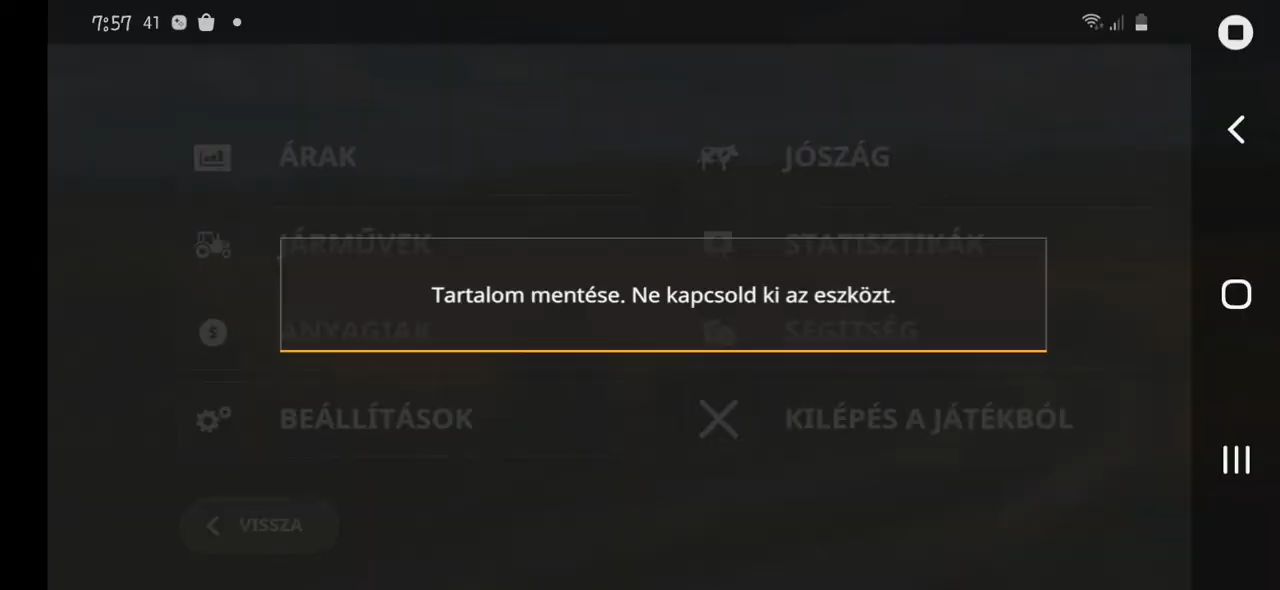 7:57 41
ÁRAK
JÓSZÁG
JÁRMŰVEK
STATISZTIKÁK
Tartalom mentése. Ne kapcsold ki az eszközt.
ANYAGIAK
SEGÍTSÉG
BEÁLLÍTÁSOK
KILÉPÉS A JÁTÉKBÓL
VISSZA